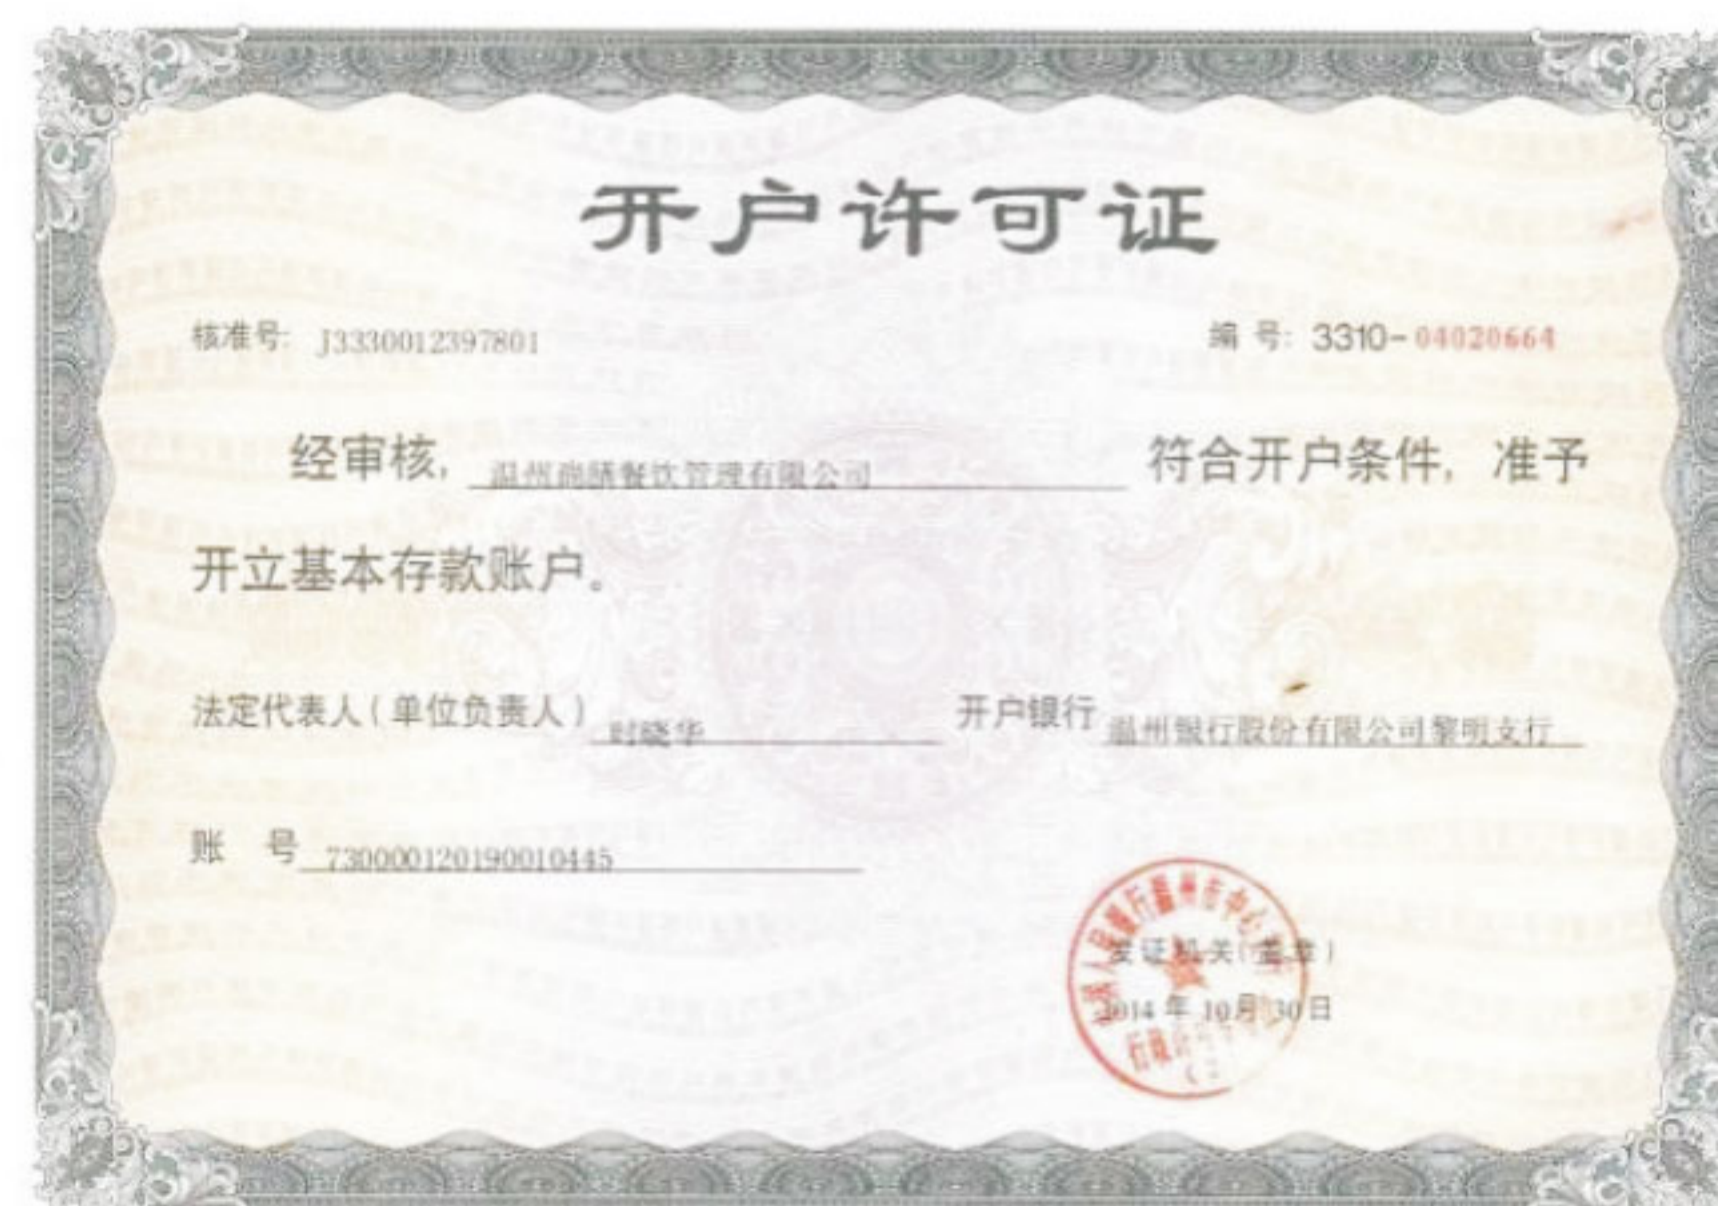 开户许可证
核准号: J3330012397801
编 号: 3310-04020664
经审核, 温州尚膳餐饮管理有限公司 符合开户条件, 准予
开立基本存款账户。
法定代表人(单位负责人) 时晓华 开户银行 温州银行股份有限公司黎明支行
账 号 730000120190010445
发证机关(盖章)
2014 年 10月 30日